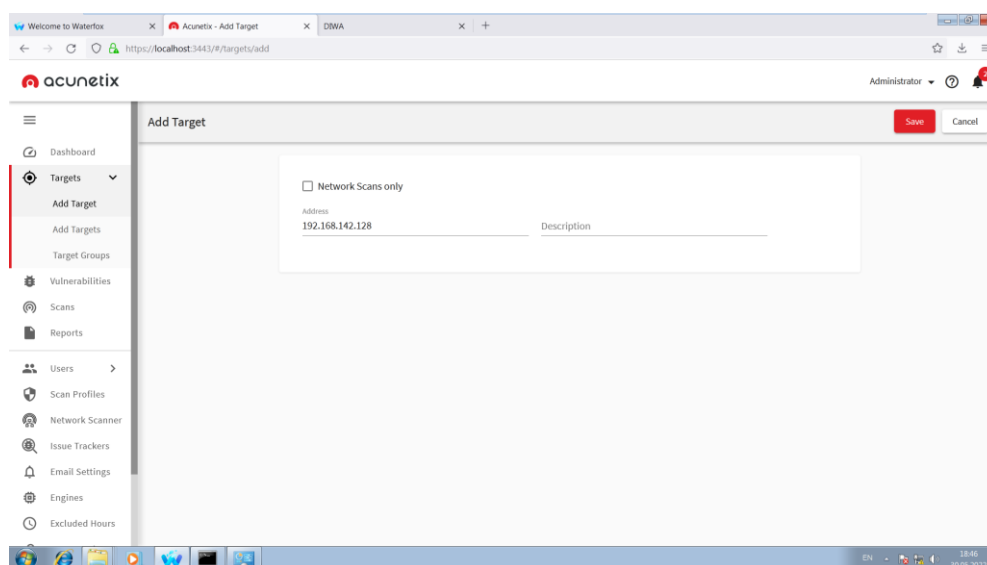 Welcome to Waterfox
Acunetix - Add Target
DIWA
https://localhost:3443/#/targets/add
acunetix
Administrator
Add Target
Save
Cancel
Dashboard
Targets
Add Target
Add Targets
Target Groups
Vulnerabilities
Scans
Reports
Users
Scan Profiles
Network Scanner
Issue Trackers
Email Settings
Engines
Excluded Hours
Network Scans only
Address
192.168.142.128
Description
EN
18:46